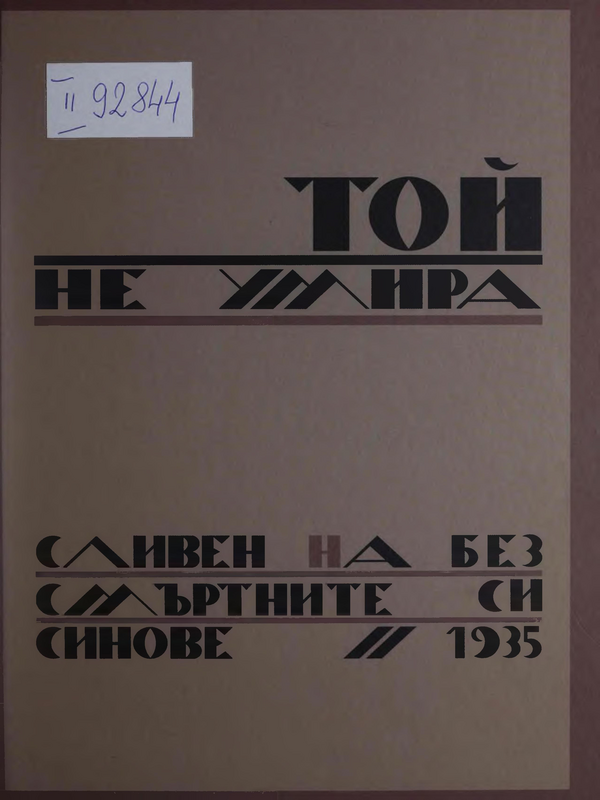 II 92844
ТОЙ
НЕ УМИРА
СЛИВЕН НА БЕЗ
СМЪРТНИТЕ СИ
СИНОВЕ // 1935